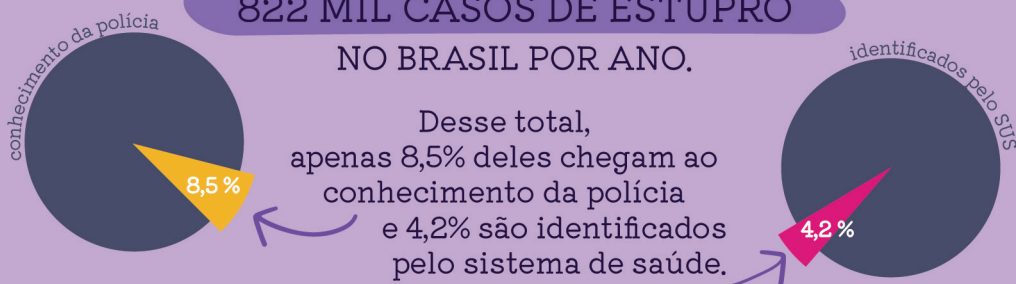 822 MIL CASOS DE ESTUPRO
NO BRASIL POR ANO.
conhecimento da polícia
8,5 %
Desse total,
apenas 8,5% deles chegam ao
conhecimento da polícia
e 4,2% são identificados
pelo sistema de saúde.
identificados pelo SUS
4,2 %